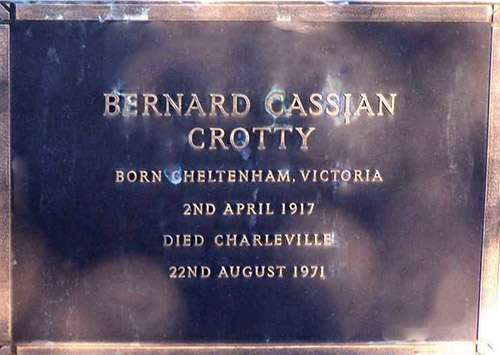 BERNARD CASSIAN
CROTTY
BORN CHELTENHAM, VICTORIA
2ND APRIL 1917
DIED CHARLEVILLE
22ND AUGUST 1971